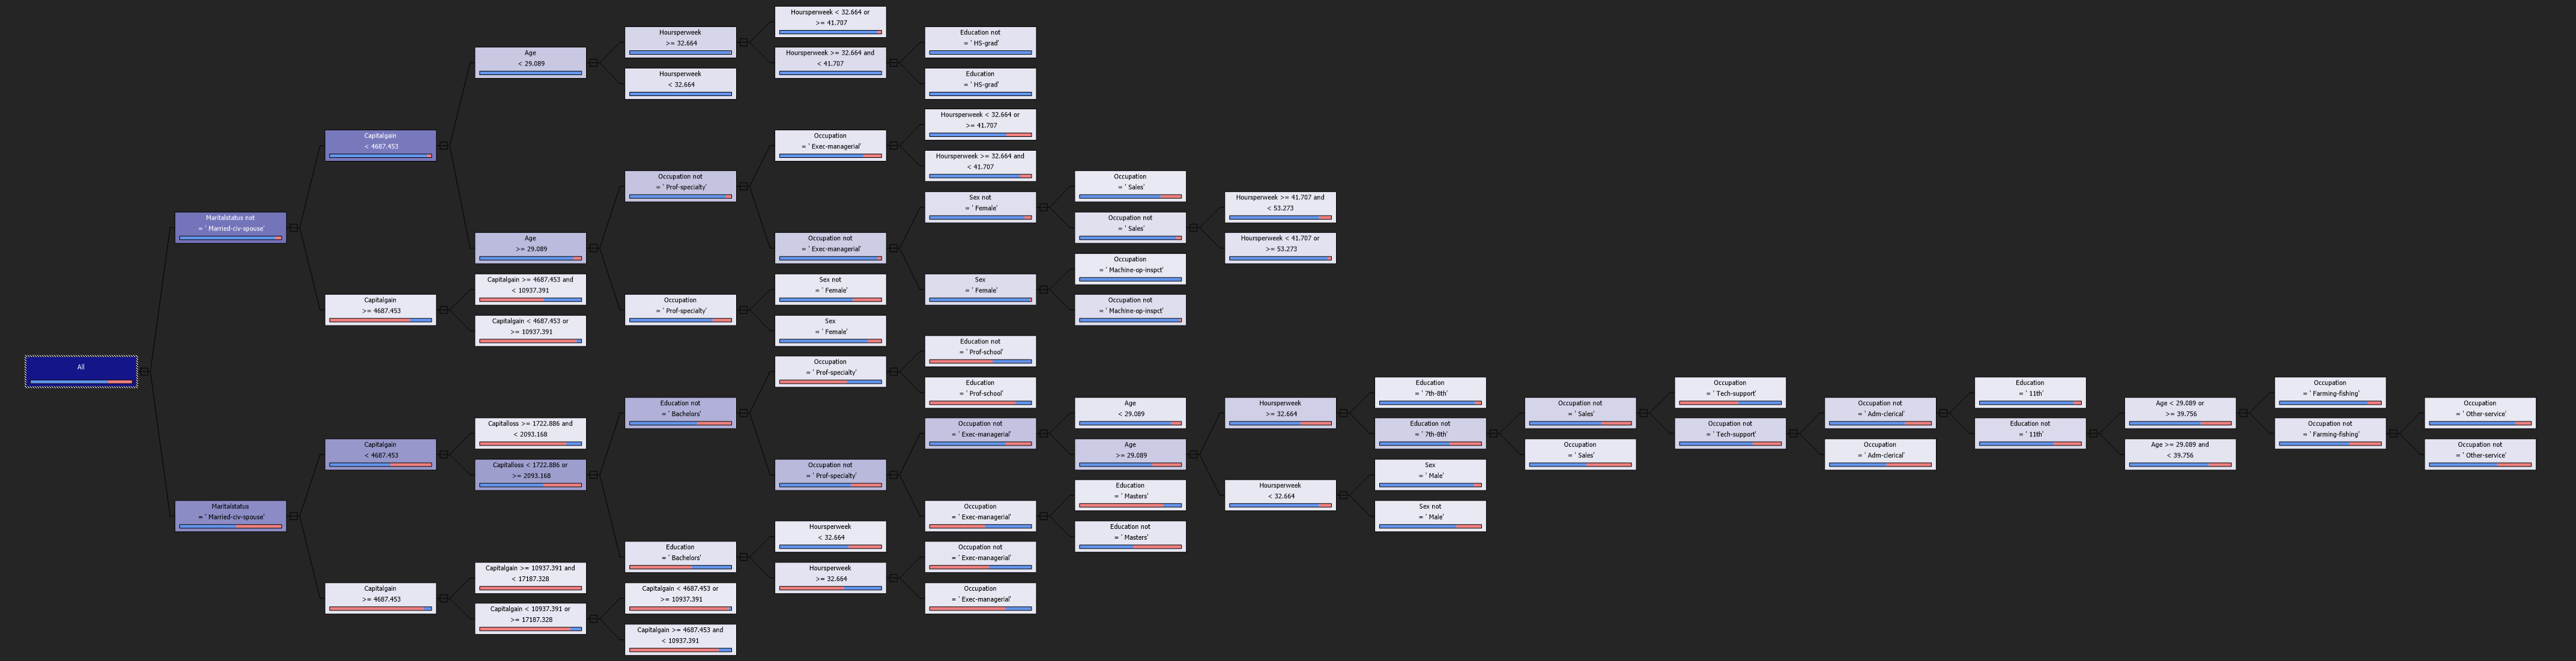 All
Maritalstatus not
= ' Married-civ-spouse'
Capitalgain
< 4687.453
Age
< 29.089
Hoursperweek
>= 32.664
Hoursperweek < 32.664 or
>= 41.707
Hoursperweek >= 32.664 and
< 41.707
Education not
= ' HS-grad'
Education
= ' HS-grad'
Hoursperweek
< 32.664
Age
>= 29.089
Occupation not
= ' Prof-specialty'
Occupation
= ' Exec-managerial'
Hoursperweek < 32.664 or
>= 41.707
Hoursperweek >= 32.664 and
< 41.707
Occupation not
= ' Exec-managerial'
Sex not
= ' Female'
Occupation
= ' Sales'
Occupation not
= ' Sales'
Hoursperweek >= 41.707 and
< 53.273
Hoursperweek < 41.707 or
>= 53.273
Sex
= ' Female'
Occupation
= ' Machine-op-inspct'
Occupation not
= ' Machine-op-inspct'
Occupation
= ' Prof-specialty'
Sex not
= ' Female'
Sex
= ' Female'
Capitalgain
>= 4687.453
Capitalgain >= 4687.453 and
< 10937.391
Capitalgain < 4687.453 or
>= 10937.391
Maritalstatus
= ' Married-civ-spouse'
Capitalgain
< 4687.453
Capitalloss >= 1722.886 and
< 2093.168
Capitalloss < 1722.886 or
>= 2093.168
Education not
= ' Bachelors'
Occupation
= ' Prof-specialty'
Education not
= ' Prof-school'
Education
= ' Prof-school'
Occupation not
= ' Prof-specialty'
Occupation not
= ' Exec-managerial'
Age
< 29.089
Age
>= 29.089
Hoursperweek
>= 32.664
Education
= ' 7th-8th'
Education not
= ' 7th-8th'
Occupation not
= ' Sales'
Occupation
= ' Tech-support'
Occupation not
= ' Tech-support'
Occupation not
= ' Adm-clerical'
Education
= ' 11th'
Education not
= ' 11th'
Age < 29.089 or
>= 39.756
Occupation
= ' Farming-fishing'
Occupation not
= ' Farming-fishing'
Occupation
= ' Other-service'
Occupation not
= ' Other-service'
Age >= 29.089 and
< 39.756
Occupation
= ' Adm-clerical'
Occupation
= ' Sales'
Hoursperweek
< 32.664
Sex
= ' Male'
Sex not
= ' Male'
Occupation
= ' Exec-managerial'
Education
= ' Masters'
Education not
= ' Masters'
Education
= ' Bachelors'
Hoursperweek
< 32.664
Hoursperweek
>= 32.664
Occupation not
= ' Exec-managerial'
Occupation
= ' Exec-managerial'
Capitalgain
>= 4687.453
Capitalgain >= 10937.391 and
< 17187.328
Capitalgain < 10937.391 or
>= 17187.328
Capitalgain < 4687.453 or
>= 10937.391
Capitalgain >= 4687.453 and
< 10937.391